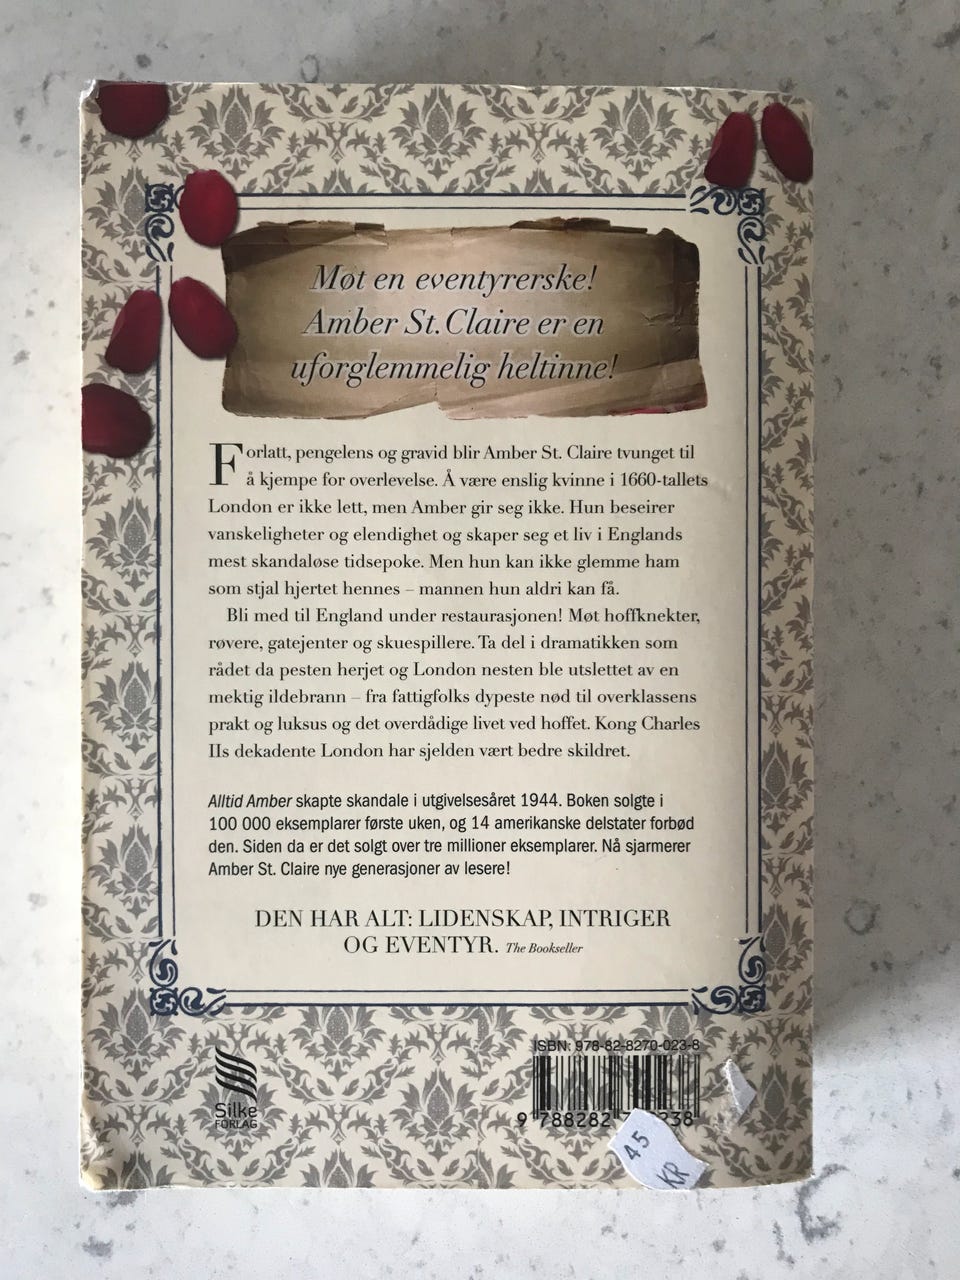 Møt en eventyrerske!
Amber St. Claire er en
uforglemmelig heltinne!
Forlatt, pengelens og gravid blir Amber St. Claire tvunget til
å kjempe for overlevelse. Å være enslig kvinne i 1660-tallets
London er ikke lett, men Amber gir seg ikke. Hun beseirer
vanskeligheter og elendighet og skaper seg et liv i Englands
mest skandaløse tidsepoke. Men hun kan ikke glemme ham
som stjal hjertet hennes – mannen hun aldri kan få.
Bli med til England under restaurasjonen! Møt hoffknekter,
røvere, gatejenter og skuespillere. Ta del i dramatikken som
rådet da pesten herjet og London nesten ble utslettet av en
mektig ildebrann – fra fattigfolks dypeste nød til overklassens
prakt og luksus og det overdådige livet ved hoffet. Kong Charles
IIs dekadente London har sjelden vært bedre skildret.
Alltid Amber skapte skandale i utgivelsesåret 1944. Boken solgte i
100 000 eksemplarer første uken, og 14 amerikanske delstater forbød
den. Siden da er det solgt over tre millioner eksemplarer. Nå sjarmerer
Amber St. Claire nye generasjoner av lesere!
DEN HAR ALT: LIDENSKAP, INTRIGER
OG EVENTYR. The Bookseller
ISBN: 978-82-8270-023-8
Silke
FORLAG
9 788282 238
45
KR